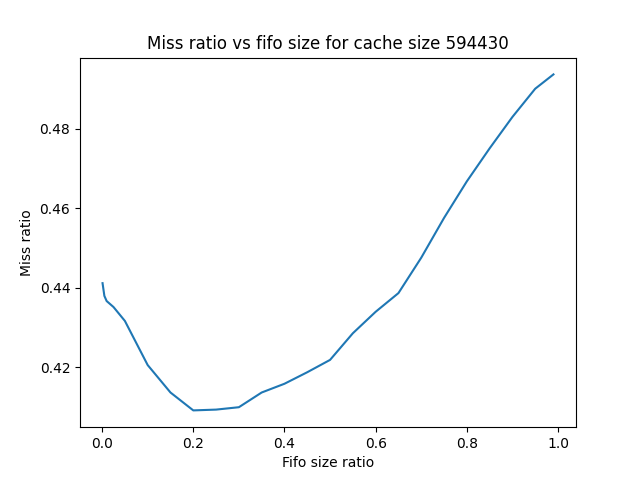 Miss ratio vs fifo size for cache size 594430
0.48
0.46
0.44
0.42
Miss ratio
0.0 0.2 0.4 0.6 0.8 1.0
Fifo size ratio